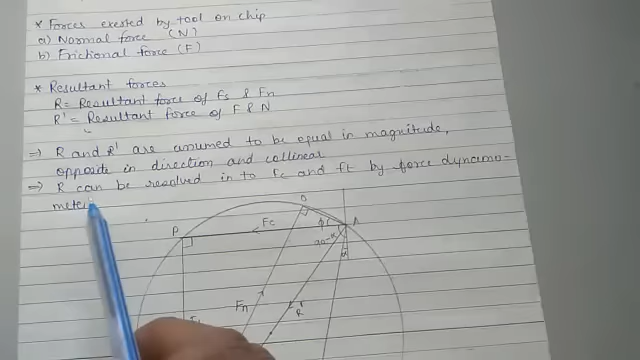 * Forces exerted by tool on chip
a) Normal force (N)
b) Frictional force (F)
* Resultant forces
R = Resultant force of Fs & Fn
R' = Resultant force of F & N
⇒ R and R' are assumed to be equal in magnitude,
opposite in direction and collinear
⇒ R can be resolved in to Fc and ft by force dynamo-
meter
O
P
Fc
A
φ
90-α
α
Fn
R'